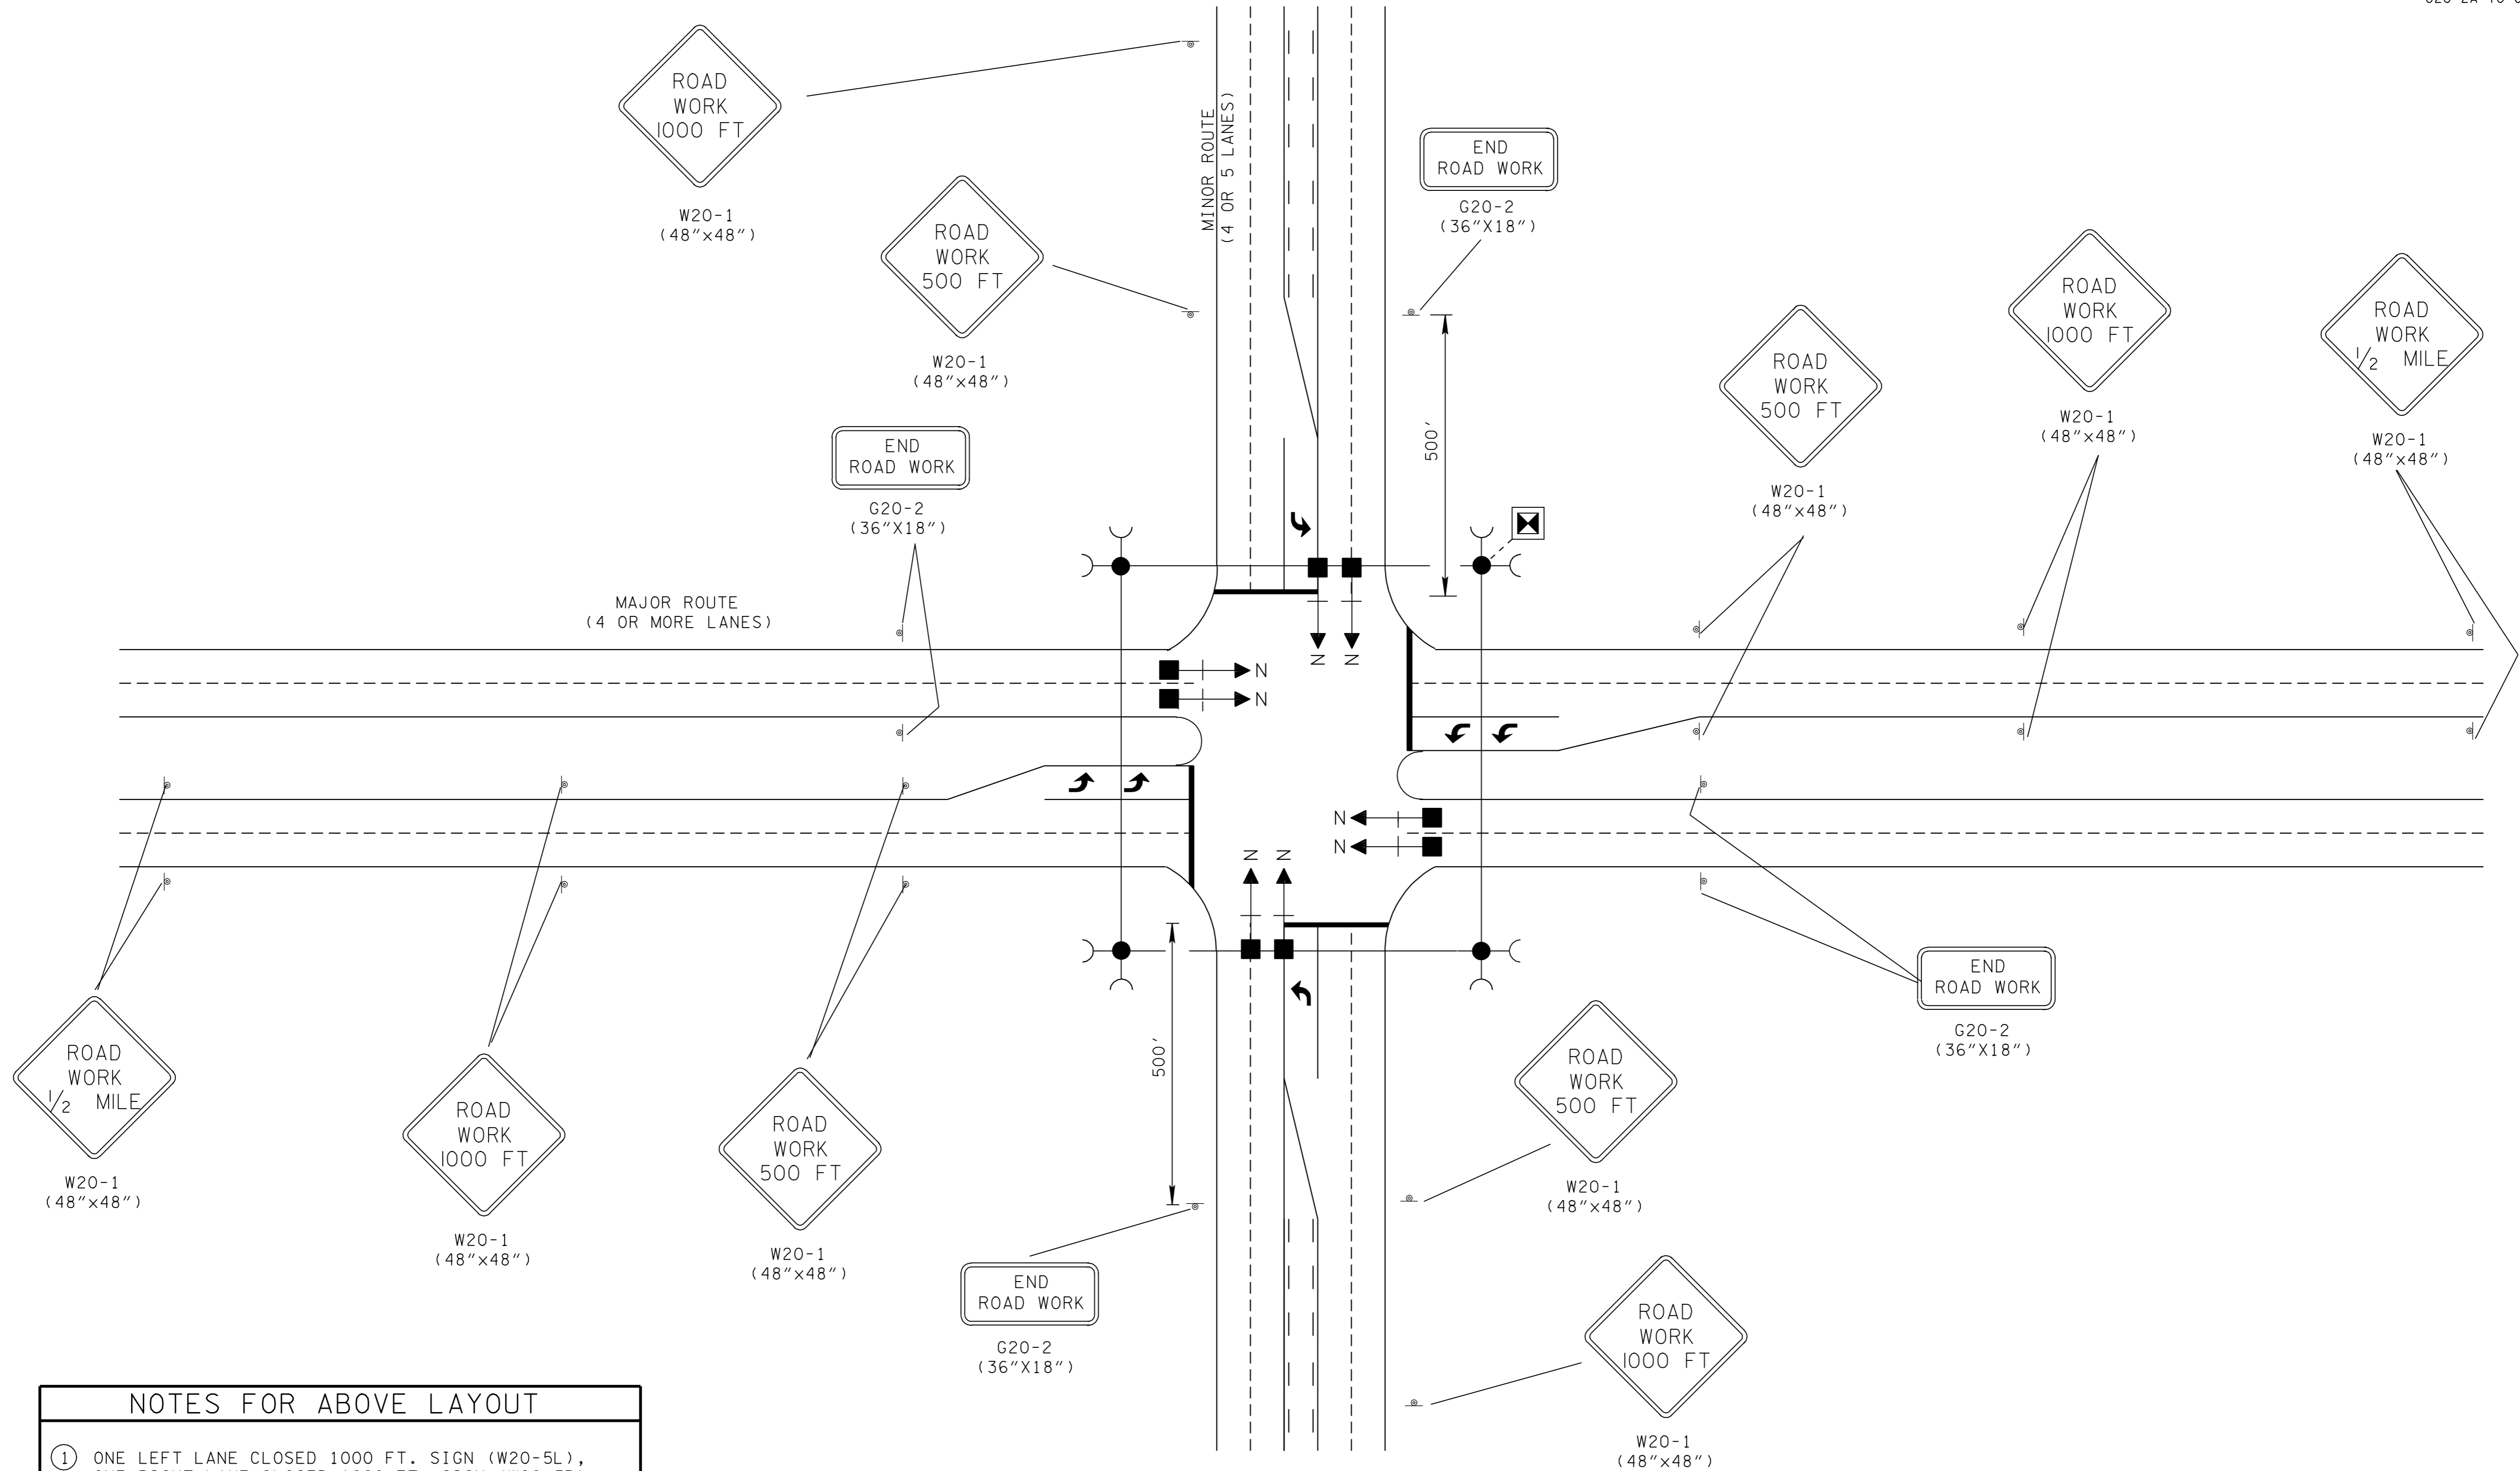 ROAD
WORK
1000 FT
W20-1
(48"x48")
MINOR ROUTE
(4 OR 5 LANES)
END
ROAD WORK
G20-2
(36"X18")
ROAD
WORK
500 FT
W20-1
(48"x48")
ROAD
WORK
1000 FT
W20-1
(48"x48")
ROAD
WORK
1/2 MILE
W20-1
(48"x48")
ROAD
WORK
500 FT
W20-1
(48"x48")
END
ROAD WORK
G20-2
(36"X18")
500'
MAJOR ROUTE
(4 OR MORE LANES)
N
N
N
N
N
N
N
N
500'
ROAD
WORK
1/2 MILE
W20-1
(48"x48")
ROAD
WORK
1000 FT
W20-1
(48"x48")
ROAD
WORK
500 FT
W20-1
(48"x48")
END
ROAD WORK
G20-2
(36"X18")
END
ROAD WORK
G20-2
(36"X18")
ROAD
WORK
500 FT
W20-1
(48"x48")
ROAD
WORK
1000 FT
W20-1
(48"x48")
NOTES FOR ABOVE LAYOUT
1 ONE LEFT LANE CLOSED 1000 FT. SIGN (W20-5L),